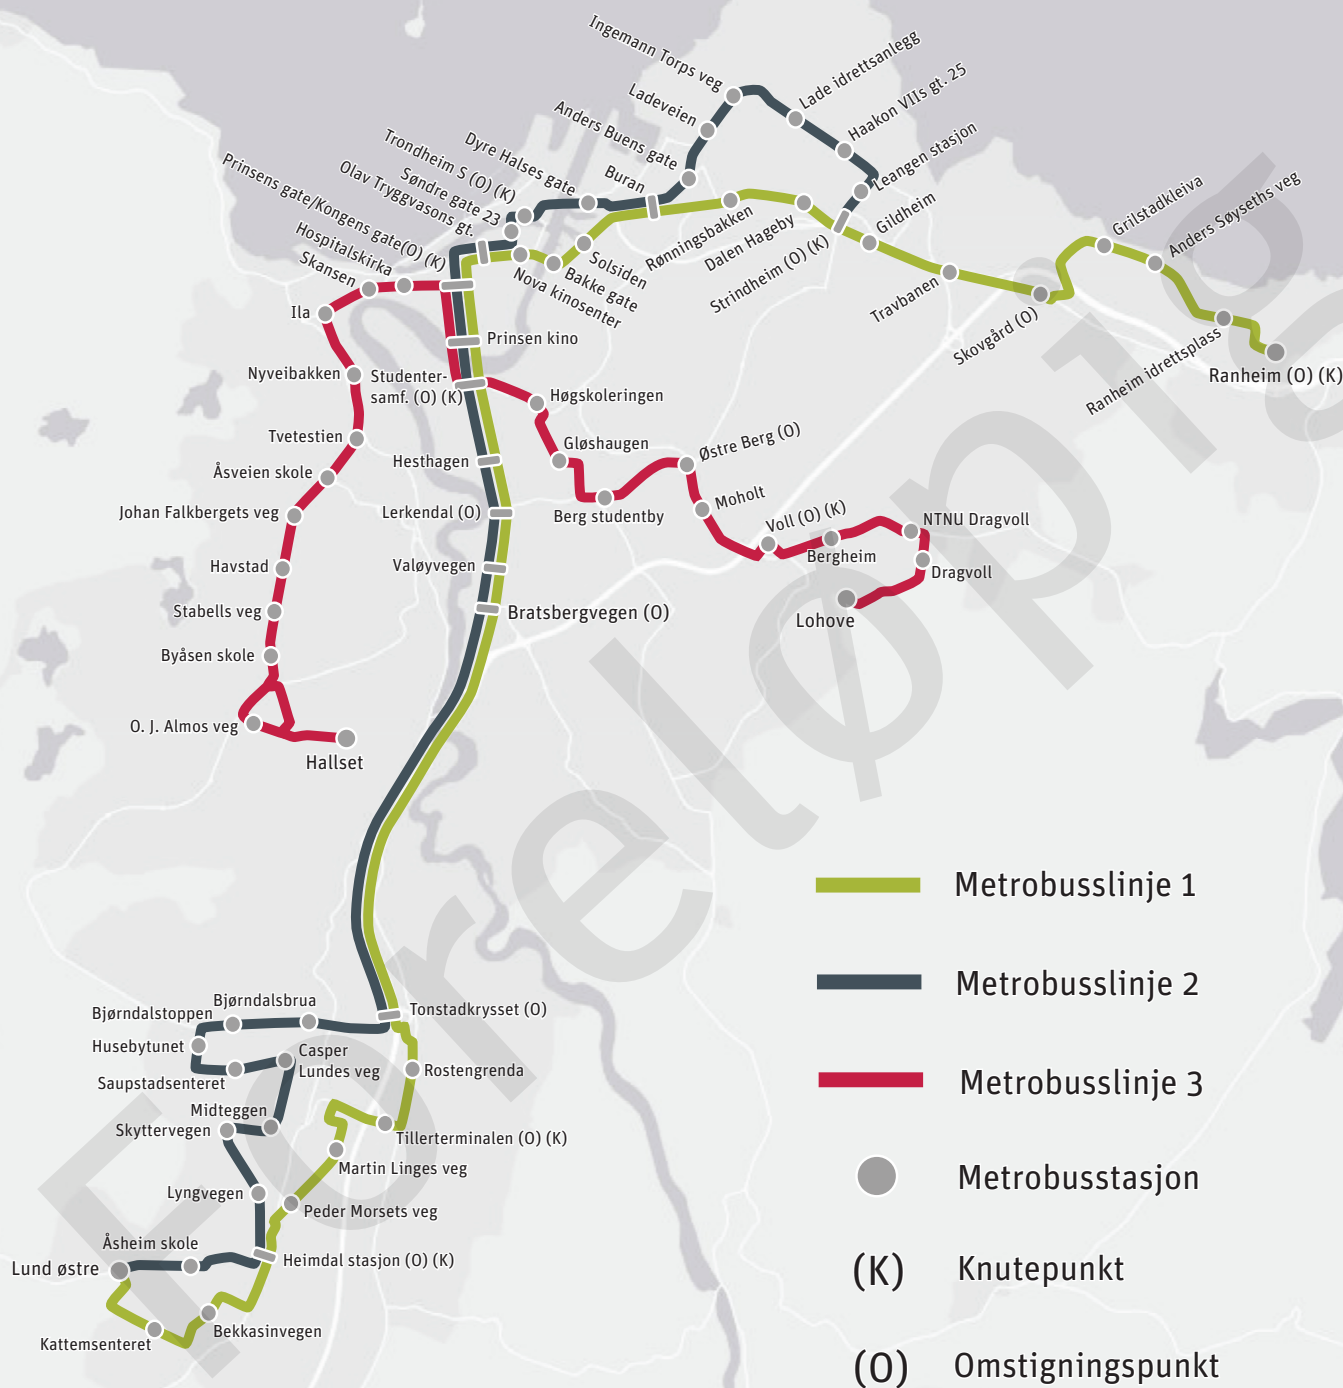 Ingemann Torps veg
Lade idrettsanlegg
Ladeveien
Haakon VIIs gt. 25
Anders Buens gate
Leangen stasjon
Trondheim S (O) (K)
Dyre Halses gate
Buran
Søndre gate 23
Olav Tryggvasons gt.
Prinsens gate/Kongens gate(O) (K)
Hospitalskirka
Skansen
Ila
Nova kinosenter
Bakke gate
Solsiden
Rønningsbakken
Dalen Hageby
Strindheim (O) (K)
Gildheim
Travbanen
Skovgård (O)
Grilstadkleiva
Anders Søyseths veg
Ranheim idrettsplass
Ranheim (O) (K)
Prinsen kino
Nyveibakken
Studenter-
samf. (O) (K)
Høgskoleringen
Tvetestien
Gløshaugen
Østre Berg (O)
Hesthagen
Åsveien skole
Moholt
Johan Falkbergets veg
Lerkendal (O)
Berg studentby
Voll (O) (K)
NTNU Dragvoll
Bergheim
Havstad
Valøyvegen
Dragvoll
Stabells veg
Bratsbergvegen (O)
Lohove
Byåsen skole
O. J. Almos veg
Hallset
Metrobusslinje 1
Metrobusslinje 2
Bjørndalsbrua
Bjørndalstoppen
Tonstadkrysset (O)
Husebytunet
Casper
Lundes veg
Saupstadsenteret
Rostengrenda
Metrobusslinje 3
Midteggen
Skyttervegen
Tillerterminalen (O) (K)
Martin Linges veg
Metrobusstasjon
Lyngvegen
Peder Morsets veg
Åsheim skole
Heimdal stasjon (O) (K)
Lund østre
(K) Knutepunkt
Bekkasinvegen
Kattemsenteret
(O) Omstigningspunkt
Foreløpig